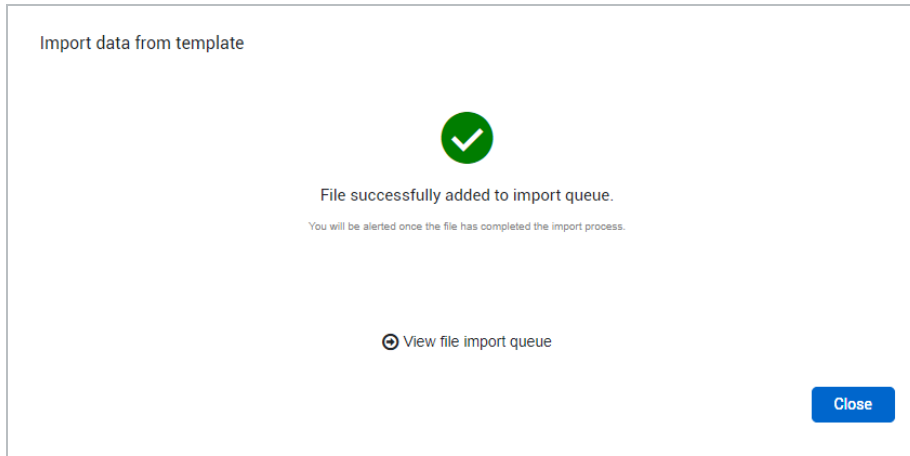 Import data from template
File successfully added to import queue.
You will be alerted once the file has completed the import process.
View file import queue
Close